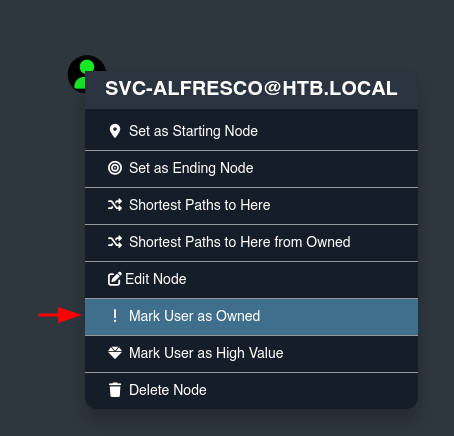 SVC-ALFRESCO@HTB.LOCAL
Set as Starting Node
Set as Ending Node
Shortest Paths to Here
Shortest Paths to Here from Owned
Edit Node
Mark User as Owned
Mark User as High Value
Delete Node